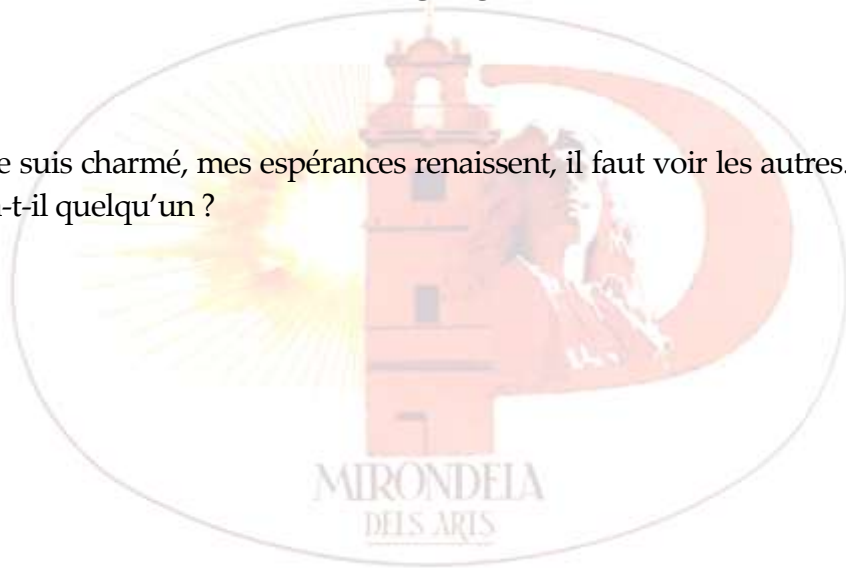 e suis charmé, mes espérances renaissent, il faut voir les autres.
-t-il quelqu'un ?
MIRONDELA
DELS ARTS